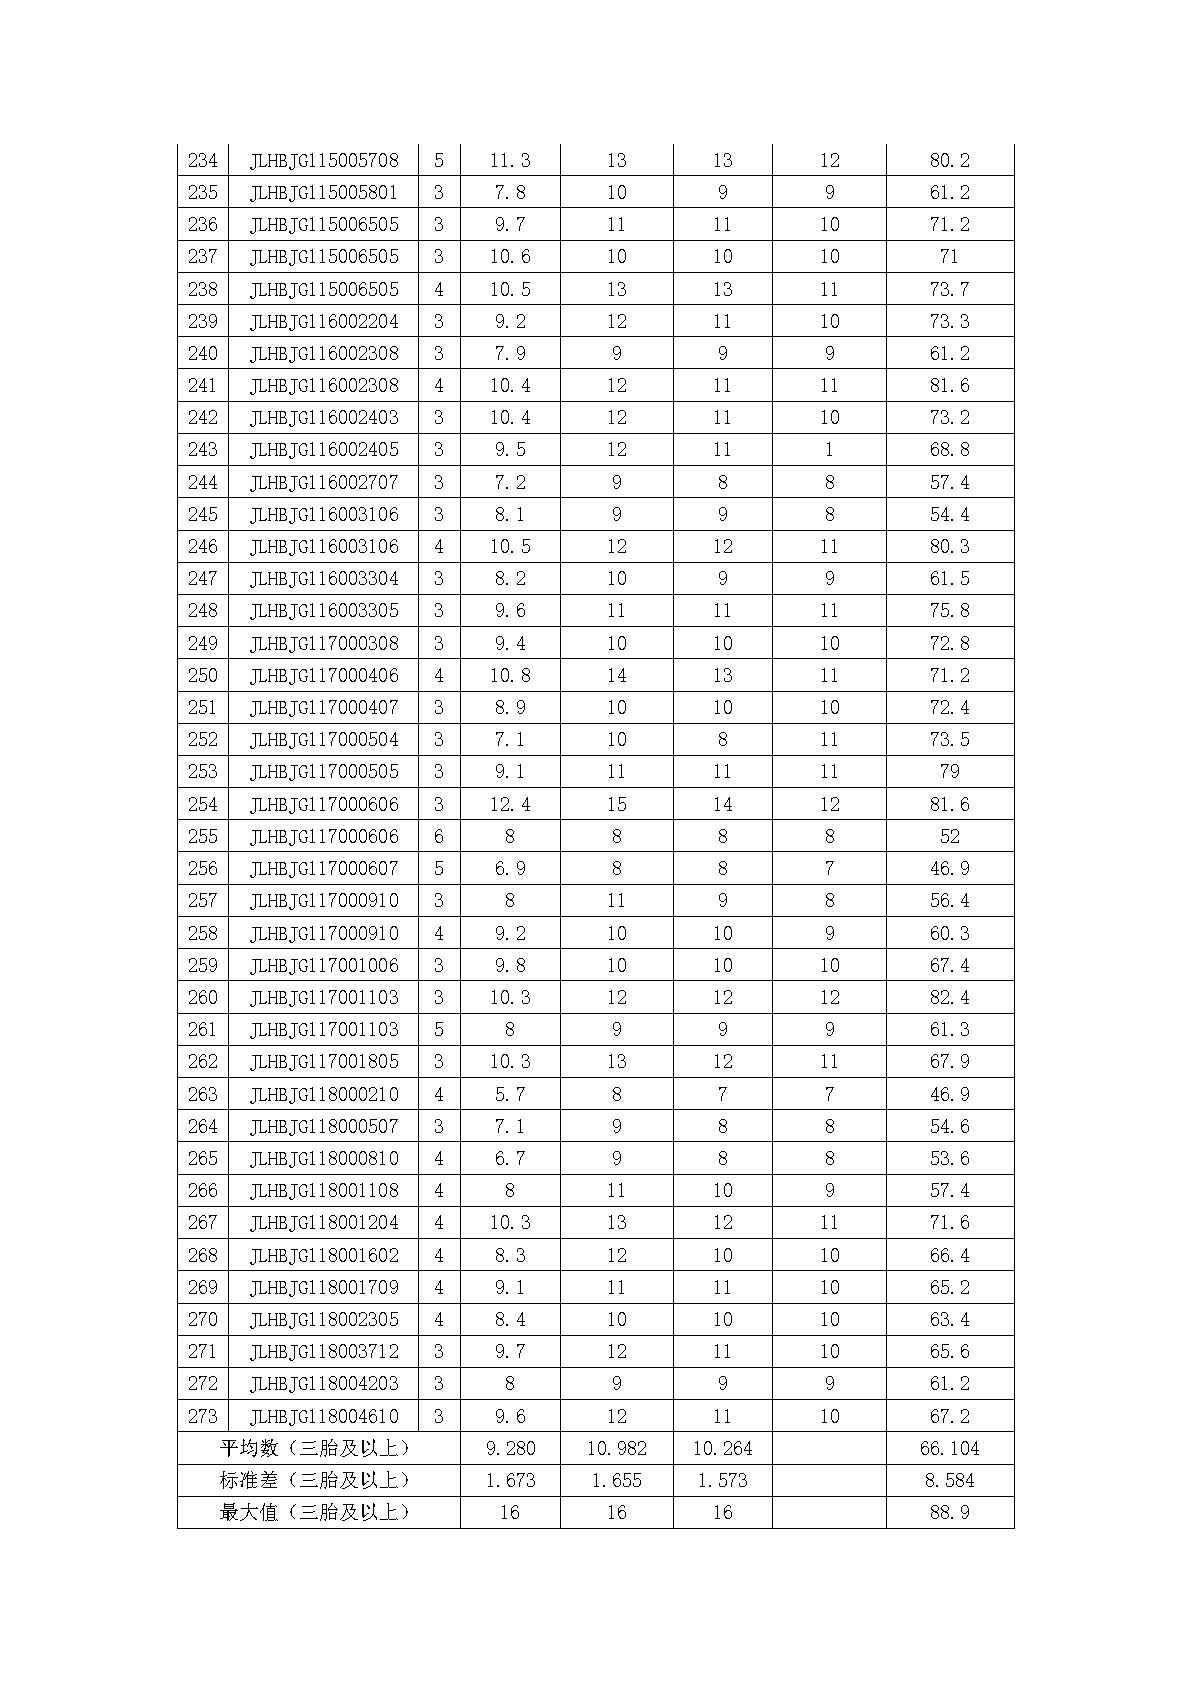 234 JLHBJG115005708 5 11.3 13 13 12 80.2
235 JLHBJG115005801 3 7.8 10 9 9 61.2
236 JLHBJG115006505 3 9.7 11 11 10 71.2
237 JLHBJG115006505 3 10.6 10 10 10 71
238 JLHBJG115006505 4 10.5 13 13 11 73.7
239 JLHBJG116002204 3 9.2 12 11 10 73.3
240 JLHBJG116002308 3 7.9 9 9 9 61.2
241 JLHBJG116002308 4 10.4 12 11 11 81.6
242 JLHBJG116002403 3 10.4 12 11 10 73.2
243 JLHBJG116002405 3 9.5 12 11 1 68.8
244 JLHBJG116002707 3 7.2 9 8 8 57.4
245 JLHBJG116003106 3 8.1 9 9 8 54.4
246 JLHBJG116003106 4 10.5 12 12 11 80.3
247 JLHBJG116003304 3 8.2 10 9 9 61.5
248 JLHBJG116003305 3 9.6 11 11 11 75.8
249 JLHBJG117000308 3 9.4 10 10 10 72.8
250 JLHBJG117000406 4 10.8 14 13 11 71.2
251 JLHBJG117000407 3 8.9 10 10 10 72.4
252 JLHBJG117000504 3 7.1 10 8 11 73.5
253 JLHBJG117000505 3 9.1 11 11 11 79
254 JLHBJG117000606 3 12.4 15 14 12 81.6
255 JLHBJG117000606 6 8 8 8 8 52
256 JLHBJG117000607 5 6.9 8 8 7 46.9
257 JLHBJG117000910 3 8 11 9 8 56.4
258 JLHBJG117000910 4 9.2 10 10 9 60.3
259 JLHBJG117001006 3 9.8 10 10 10 67.4
260 JLHBJG117001103 3 10.3 12 12 12 82.4
261 JLHBJG117001103 5 8 9 9 9 61.3
262 JLHBJG117001805 3 10.3 13 12 11 67.9
263 JLHBJG118000210 4 5.7 8 7 7 46.9
264 JLHBJG118000507 3 7.1 9 8 8 54.6
265 JLHBJG118000810 4 6.7 9 8 8 53.6
266 JLHBJG118001108 4 8 11 10 9 57.4
267 JLHBJG118001204 4 10.3 13 12 11 71.6
268 JLHBJG118001602 4 8.3 12 10 10 66.4
269 JLHBJG118001709 4 9.1 11 11 10 65.2
270 JLHBJG118002305 4 8.4 10 10 10 63.4
271 JLHBJG118003712 3 9.7 12 11 10 65.6
272 JLHBJG118004203 3 8 9 9 9 61.2
273 JLHBJG118004610 3 9.6 12 11 10 67.2
平均数（三胎及以上） 9.280 10.982 10.264 66.104
标准差（三胎及以上） 1.673 1.655 1.573 8.584
最大值（三胎及以上） 16 16 16 88.9